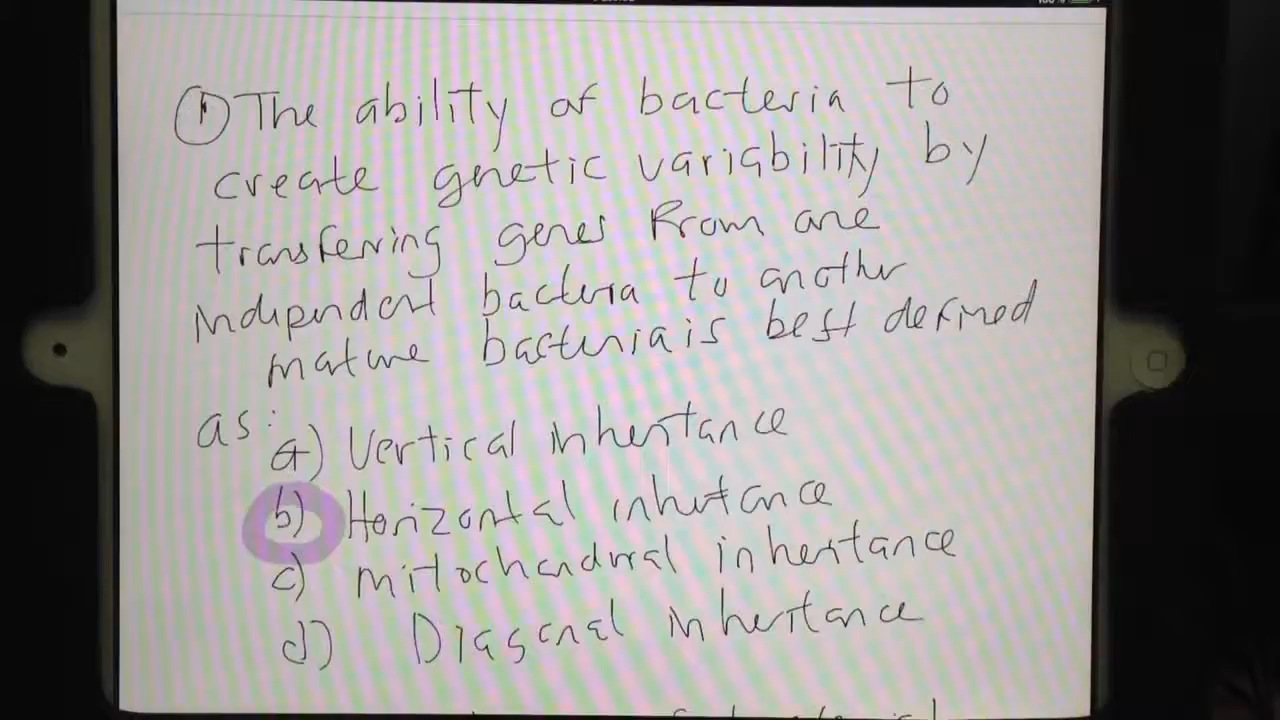 1 The ability of bacteria to
create genetic variability by
transferring genes from one
independent bacteria to another
mature bacteria is best defined
as:
a) Vertical inheritance
b) Horizontal inheritance
c) mitochondrial inheritance
d) Diagonal inheritance